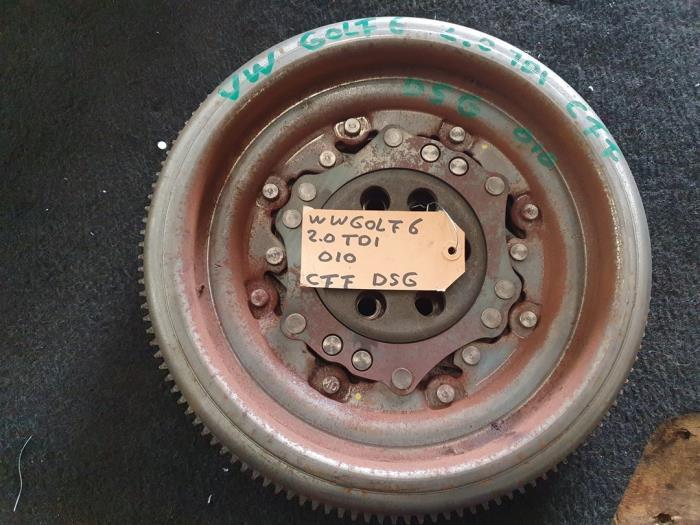 VW GOLF 6 2.0 TDI CFF
DSG 010
WWGOLF6
2.0 TDI
010
CFF DSG